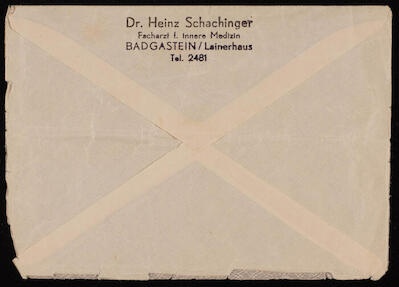 Dr. Heinz Schachinger
Facharzt f. innere Medizin
BADGASTEIN/Lainerhaus
Tel. 2481